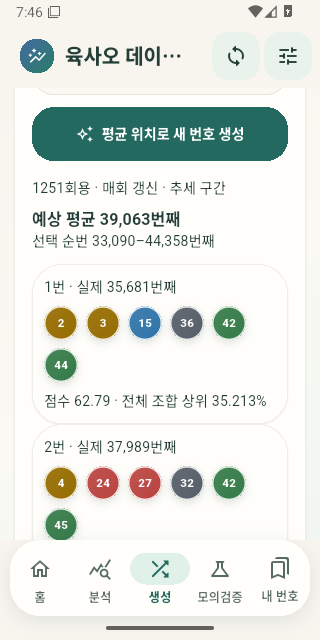 7:46
육사오 데이…
평균 위치로 새 번호 생성
1251회용 · 매회 갱신 · 추세 구간
예상 평균 39,063번째
선택 순번 33,090–44,358번째
1번 · 실제 35,681번째
2 3 15 36 42
44
점수 62.79 · 전체 조합 상위 35.213%
2번 · 실제 37,989번째
4 24 27 32 42
45
홈 분석 생성 모의검증 내 번호